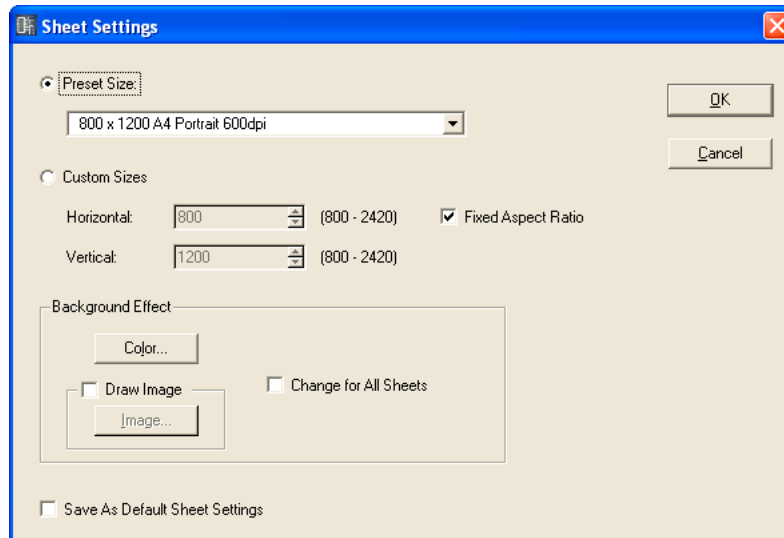 Sheet Settings
Preset Size:
800 x 1200 A4 Portrait 600dpi
OK
Cancel
Custom Sizes
Horizontal: 800 (800 - 2420) Fixed Aspect Ratio
Vertical: 1200 (800 - 2420)
Background Effect
Color...
Draw Image
Change for All Sheets
Image...
Save As Default Sheet Settings